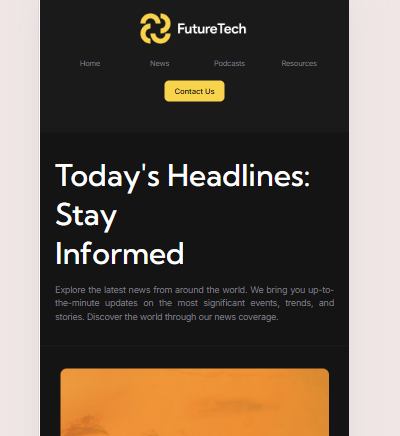 FutureTech
Home News Podcasts Resources
Contact Us
Today's Headlines:
Stay
Informed
Explore the latest news from around the world. We bring you up-to-
the-minute updates on the most significant events, trends, and
stories. Discover the world through our news coverage.